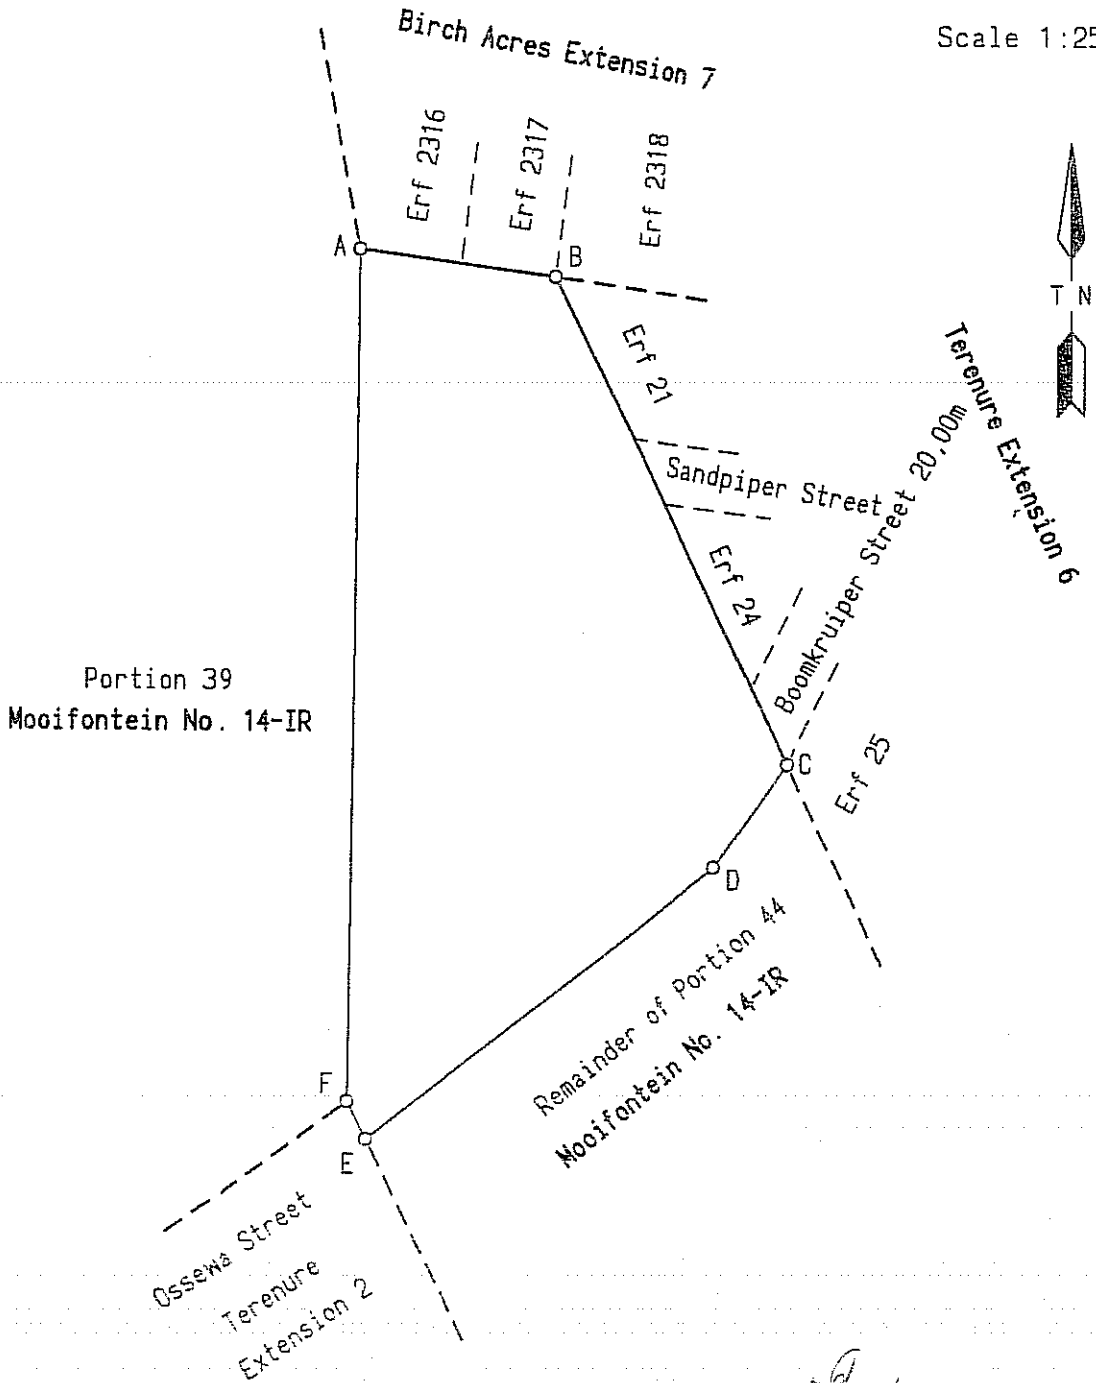 Birch Acres Extension 7
Scale 1:25
Erf 2316
Erf 2317
Erf 2318
A
B
T N
Erf 21
Terenure Extension 6
Sandpiper Street
Boomkruiper Street 20,00m
Erf 24
Portion 39
Mooifontein No. 14-IR
C
Erf 25
D
Remainder of Portion 44
Mooifontein No. 14-IR
F
E
Ossewa Street
Terenure
Extension 2